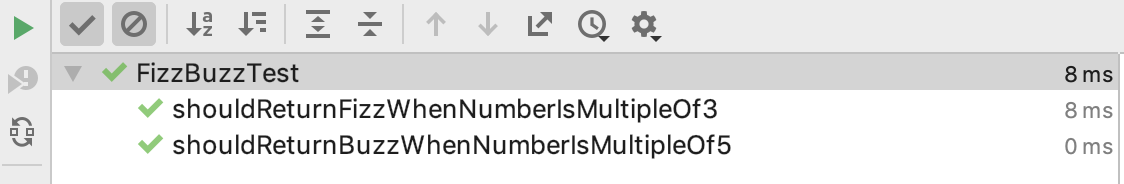 FizzBuzzTest 8 ms
shouldReturnFizzWhenNumberIsMultipleOf3 8 ms
shouldReturnBuzzWhenNumberIsMultipleOf5 0 ms